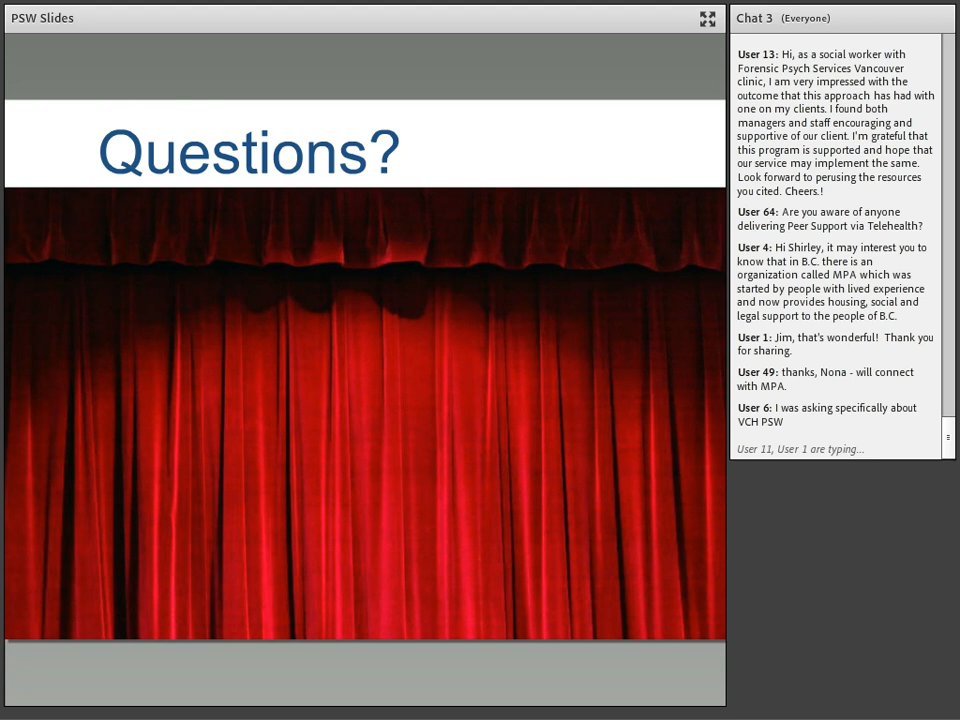 PSW Slides
Questions?
Chat 3 (Everyone)
User 13: Hi, as a social worker with
Forensic Psych Services Vancouver
clinic, I am very impressed with the
outcome that this approach has had with
one on my clients. I found both
managers and staff encouraging and
supportive of our client. I'm grateful that
this program is supported and hope that
our service may implement the same.
Look forward to perusing the resources
you cited. Cheers.!
User 64: Are you aware of anyone
delivering Peer Support via Telehealth?
User 4: Hi Shirley, it may interest you to
know that in B.C. there is an
organization called MPA which was
started by people with lived experience
and now provides housing, social and
legal support to the people of B.C.
User 1: Jim, that's wonderful!  Thank you
for sharing.
User 49: thanks, Nona - will connect
with MPA.
User 6: I was asking specifically about
VCH PSW
User 11, User 1 are typing...